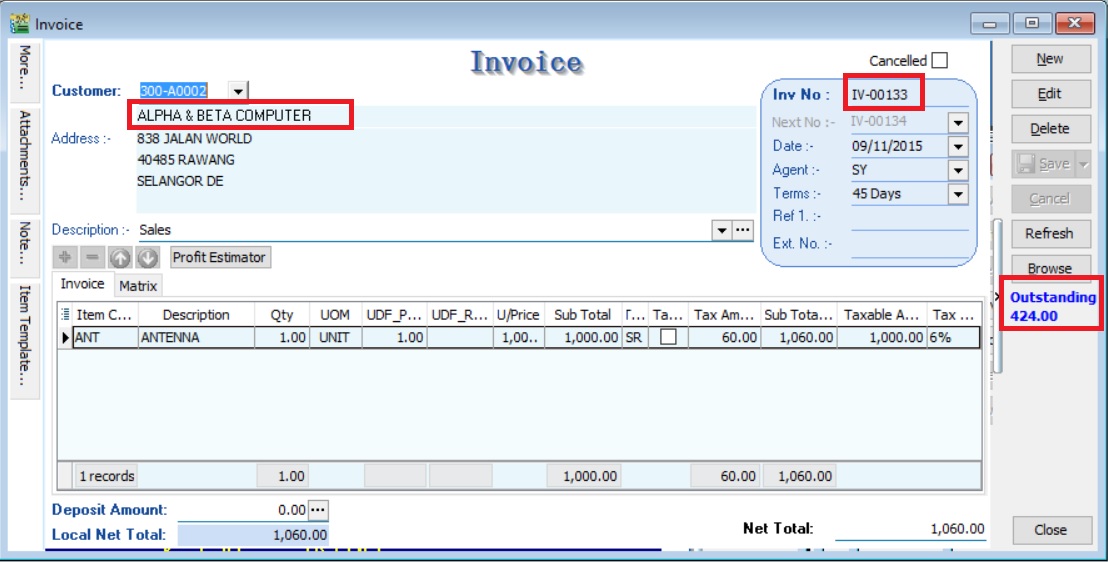 Invoice
Invoice
Cancelled
Customer: 300-A0002
ALPHA & BETA COMPUTER
Address :- 838 JALAN WORLD
40485 RAWANG
SELANGOR DE
Inv No : IV-00133
Next No :- IV-00134
Date :- 09/11/2015
Agent :- SY
Terms :- 45 Days
Ref 1. :-
Ext. No. :-
Description :- Sales
Profit Estimator
Invoice Matrix
Item C... Description Qty UOM UDF_P... UDF_R... U/Price Sub Total T... Ta... Tax Am... Sub Tota... Taxable A... Tax ...
ANT ANTENNA 1.00 UNIT 1.00 1,00.. 1,000.00 SR 60.00 1,060.00 1,000.00 6%
1 records 1.00 1,000.00 60.00 1,060.00
Deposit Amount: 0.00
Local Net Total: 1,060.00
Net Total: 1,060.00
More...
Attachments...
Note...
Item Template...
New
Edit
Delete
Save
Cancel
Refresh
Browse
Outstanding
424.00
Close